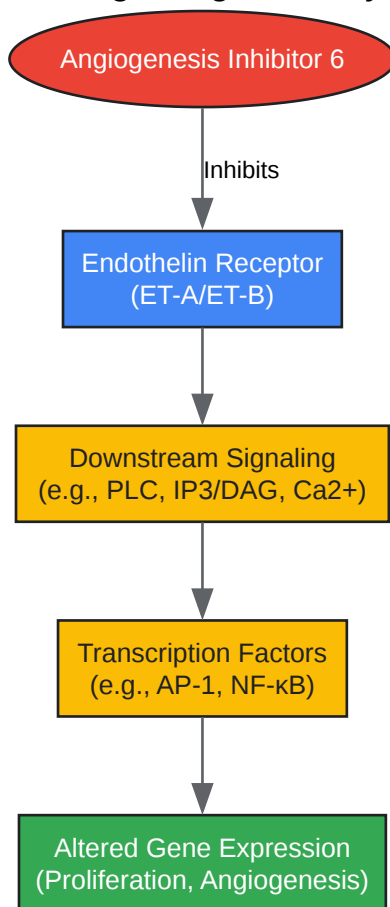 Angiogenesis Inhibitor 6
Inhibits
Endothelin Receptor
(ET-A/ET-B)
Downstream Signaling
(e.g., PLC, IP3/DAG, Ca2+)
Transcription Factors
(e.g., AP-1, NF-κB)
Altered Gene Expression
(Proliferation, Angiogenesis)